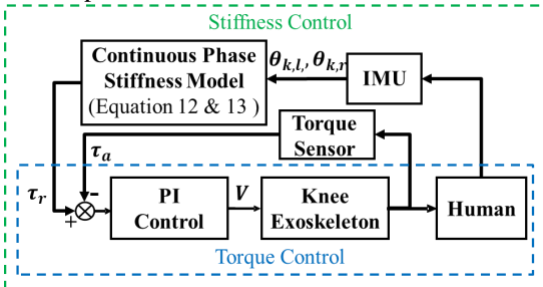 Stiffness Control
Continuous Phase
Stiffness Model
(Equation 12 & 13 )
θk,l,, θk,r
IMU
Torque
Sensor
τa
τr
-
+
PI
Control
V
Knee
Exoskeleton
Human
Torque Control